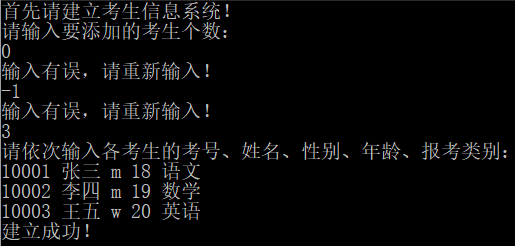 首先请建立考生信息系统！
请输入要添加的考生个数：
0
输入有误，请重新输入！
-1
输入有误，请重新输入！
3
请依次输入各考生的考号、姓名、性别、年龄、报考类别：
10001 张三 m 18 语文
10002 李四 m 19 数学
10003 王五 w 20 英语
建立成功！